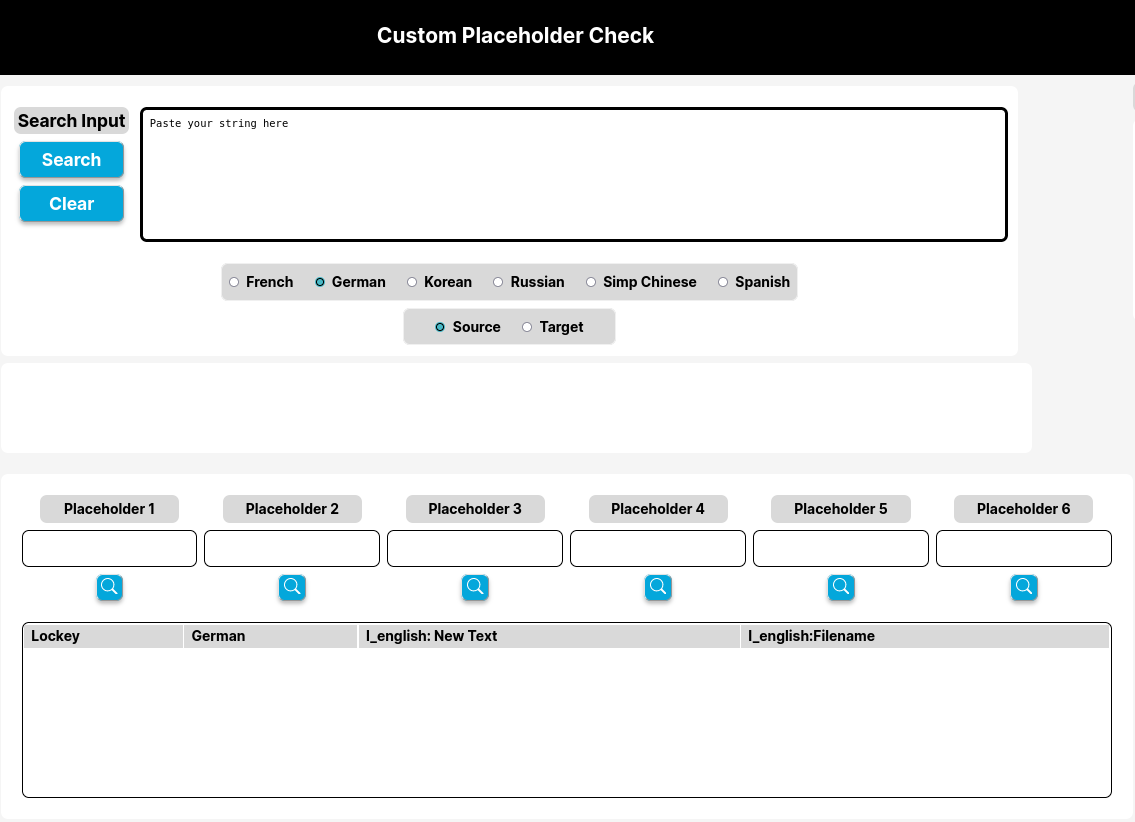 Custom Placeholder Check
Search Input
Paste your string here
Search
Clear
French German Korean Russian Simp Chinese Spanish
Source Target
Placeholder 1 Placeholder 2 Placeholder 3 Placeholder 4 Placeholder 5 Placeholder 6
Lockey German l_english: New Text l_english:Filename